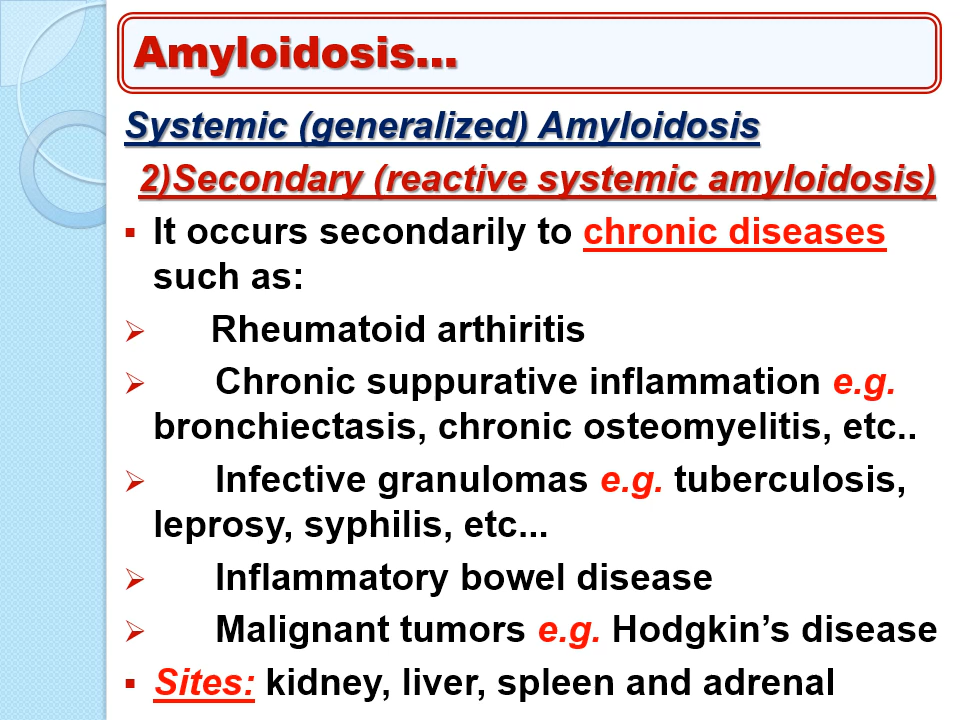 Amyloidosis...
Systemic (generalized) Amyloidosis
2)Secondary (reactive systemic amyloidosis)
▪ It occurs secondarily to chronic diseases
such as:
➢ Rheumatoid arthiritis
➢ Chronic suppurative inflammation e.g.
bronchiectasis, chronic osteomyelitis, etc..
➢ Infective granulomas e.g. tuberculosis,
leprosy, syphilis, etc...
➢ Inflammatory bowel disease
➢ Malignant tumors e.g. Hodgkin’s disease
▪ Sites: kidney, liver, spleen and adrenal